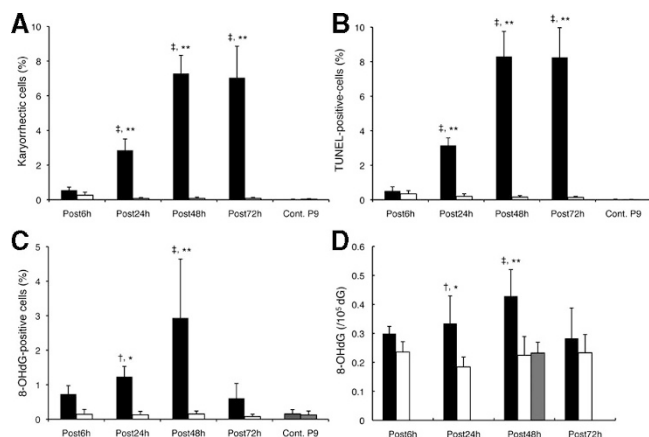 A
Karyorrhectic cells (%)
10
8
6
4
2
0
‡, **
‡, **
‡, **
Post6h Post24h Post48h Post72h Cont. P9
B
TUNEL-positive-cells (%)
10
8
6
4
2
0
‡, **
‡, **
‡, **
Post6h Post24h Post48h Post72h Cont. P9
C
8-OHdG-positive cells (%)
5
4
3
2
1
0
†, *
‡, **
Post6h Post24h Post48h Post72h Cont. P9
D
8-OHdG (/10⁵ dG)
0.6
0.5
0.4
0.3
0.2
0.1
0
†, *
‡, **
Post6h Post24h Post48h Post72h